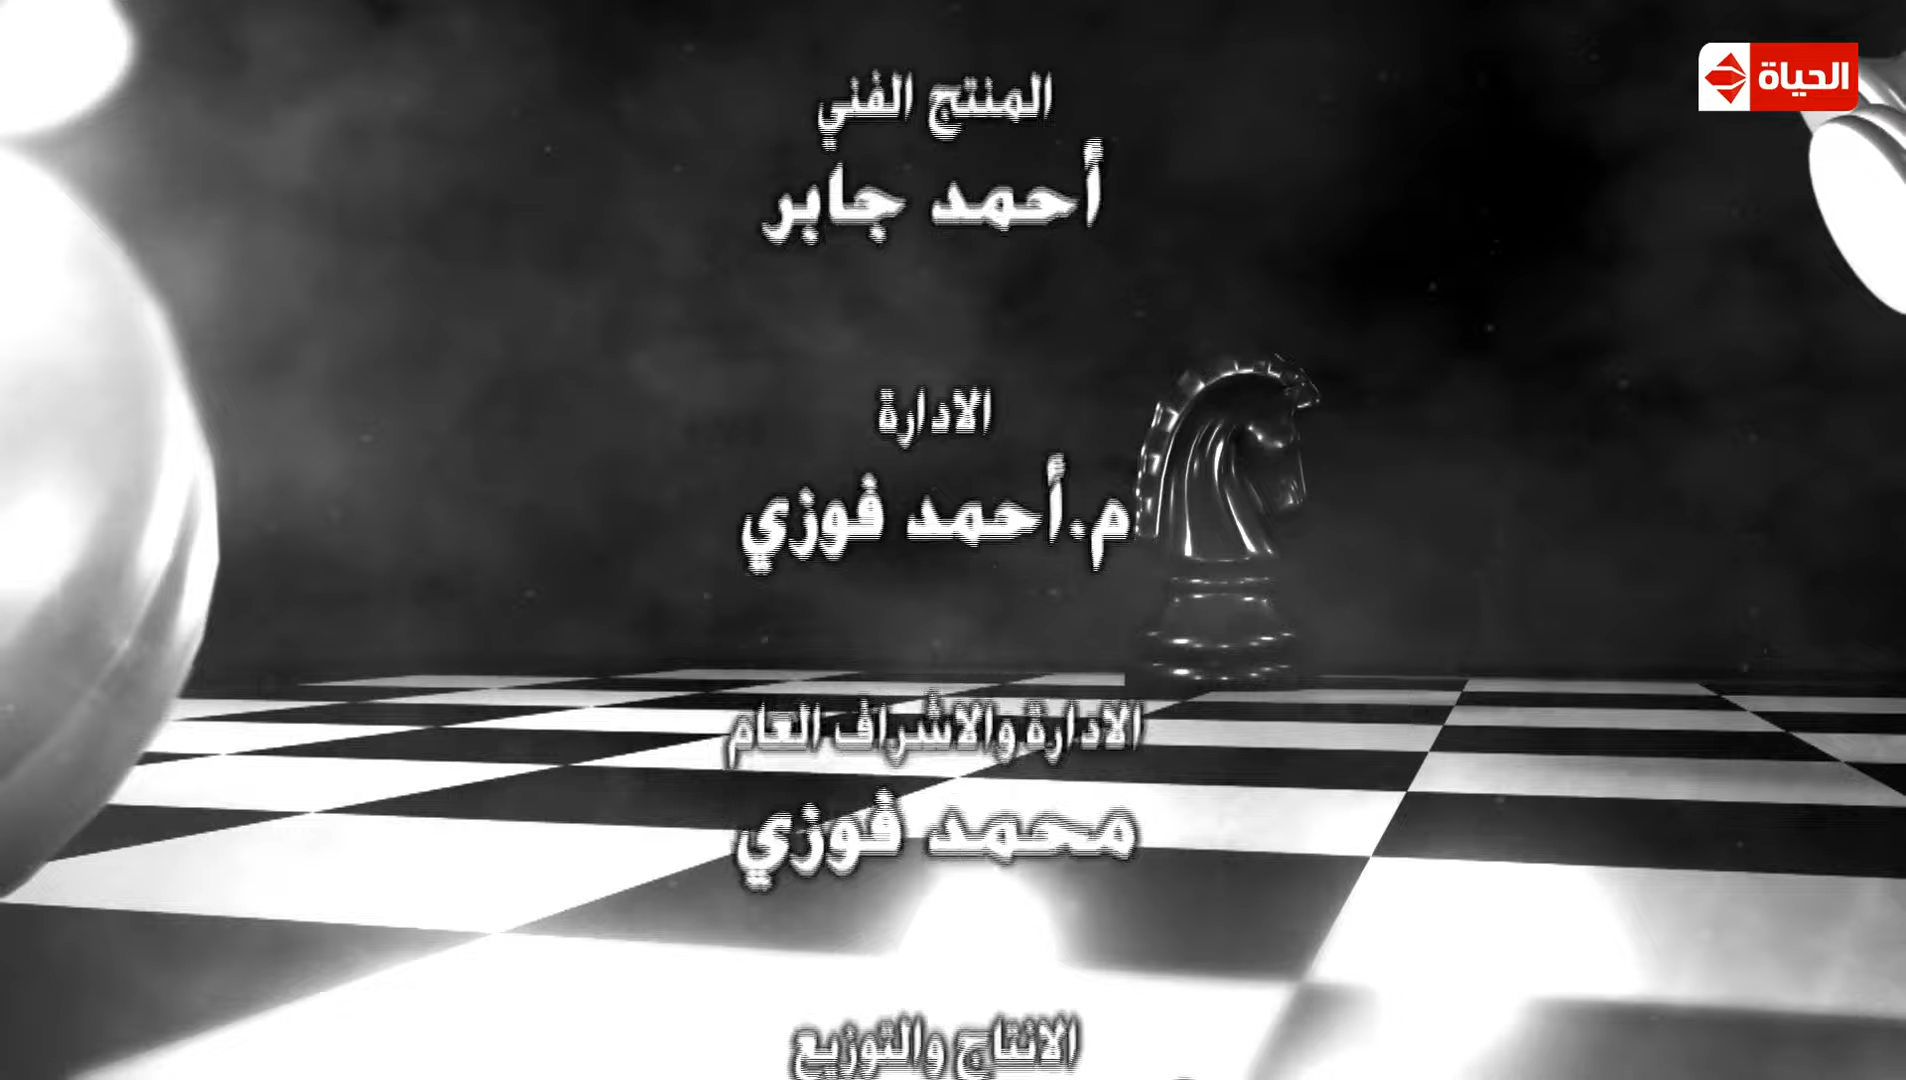 الحياة
المنتج الفني
أحمد جابر
الادارة
م.أحمد فوزي
الادارة والاشراف العام
محمد فوزي
الانتاج والتوزيع